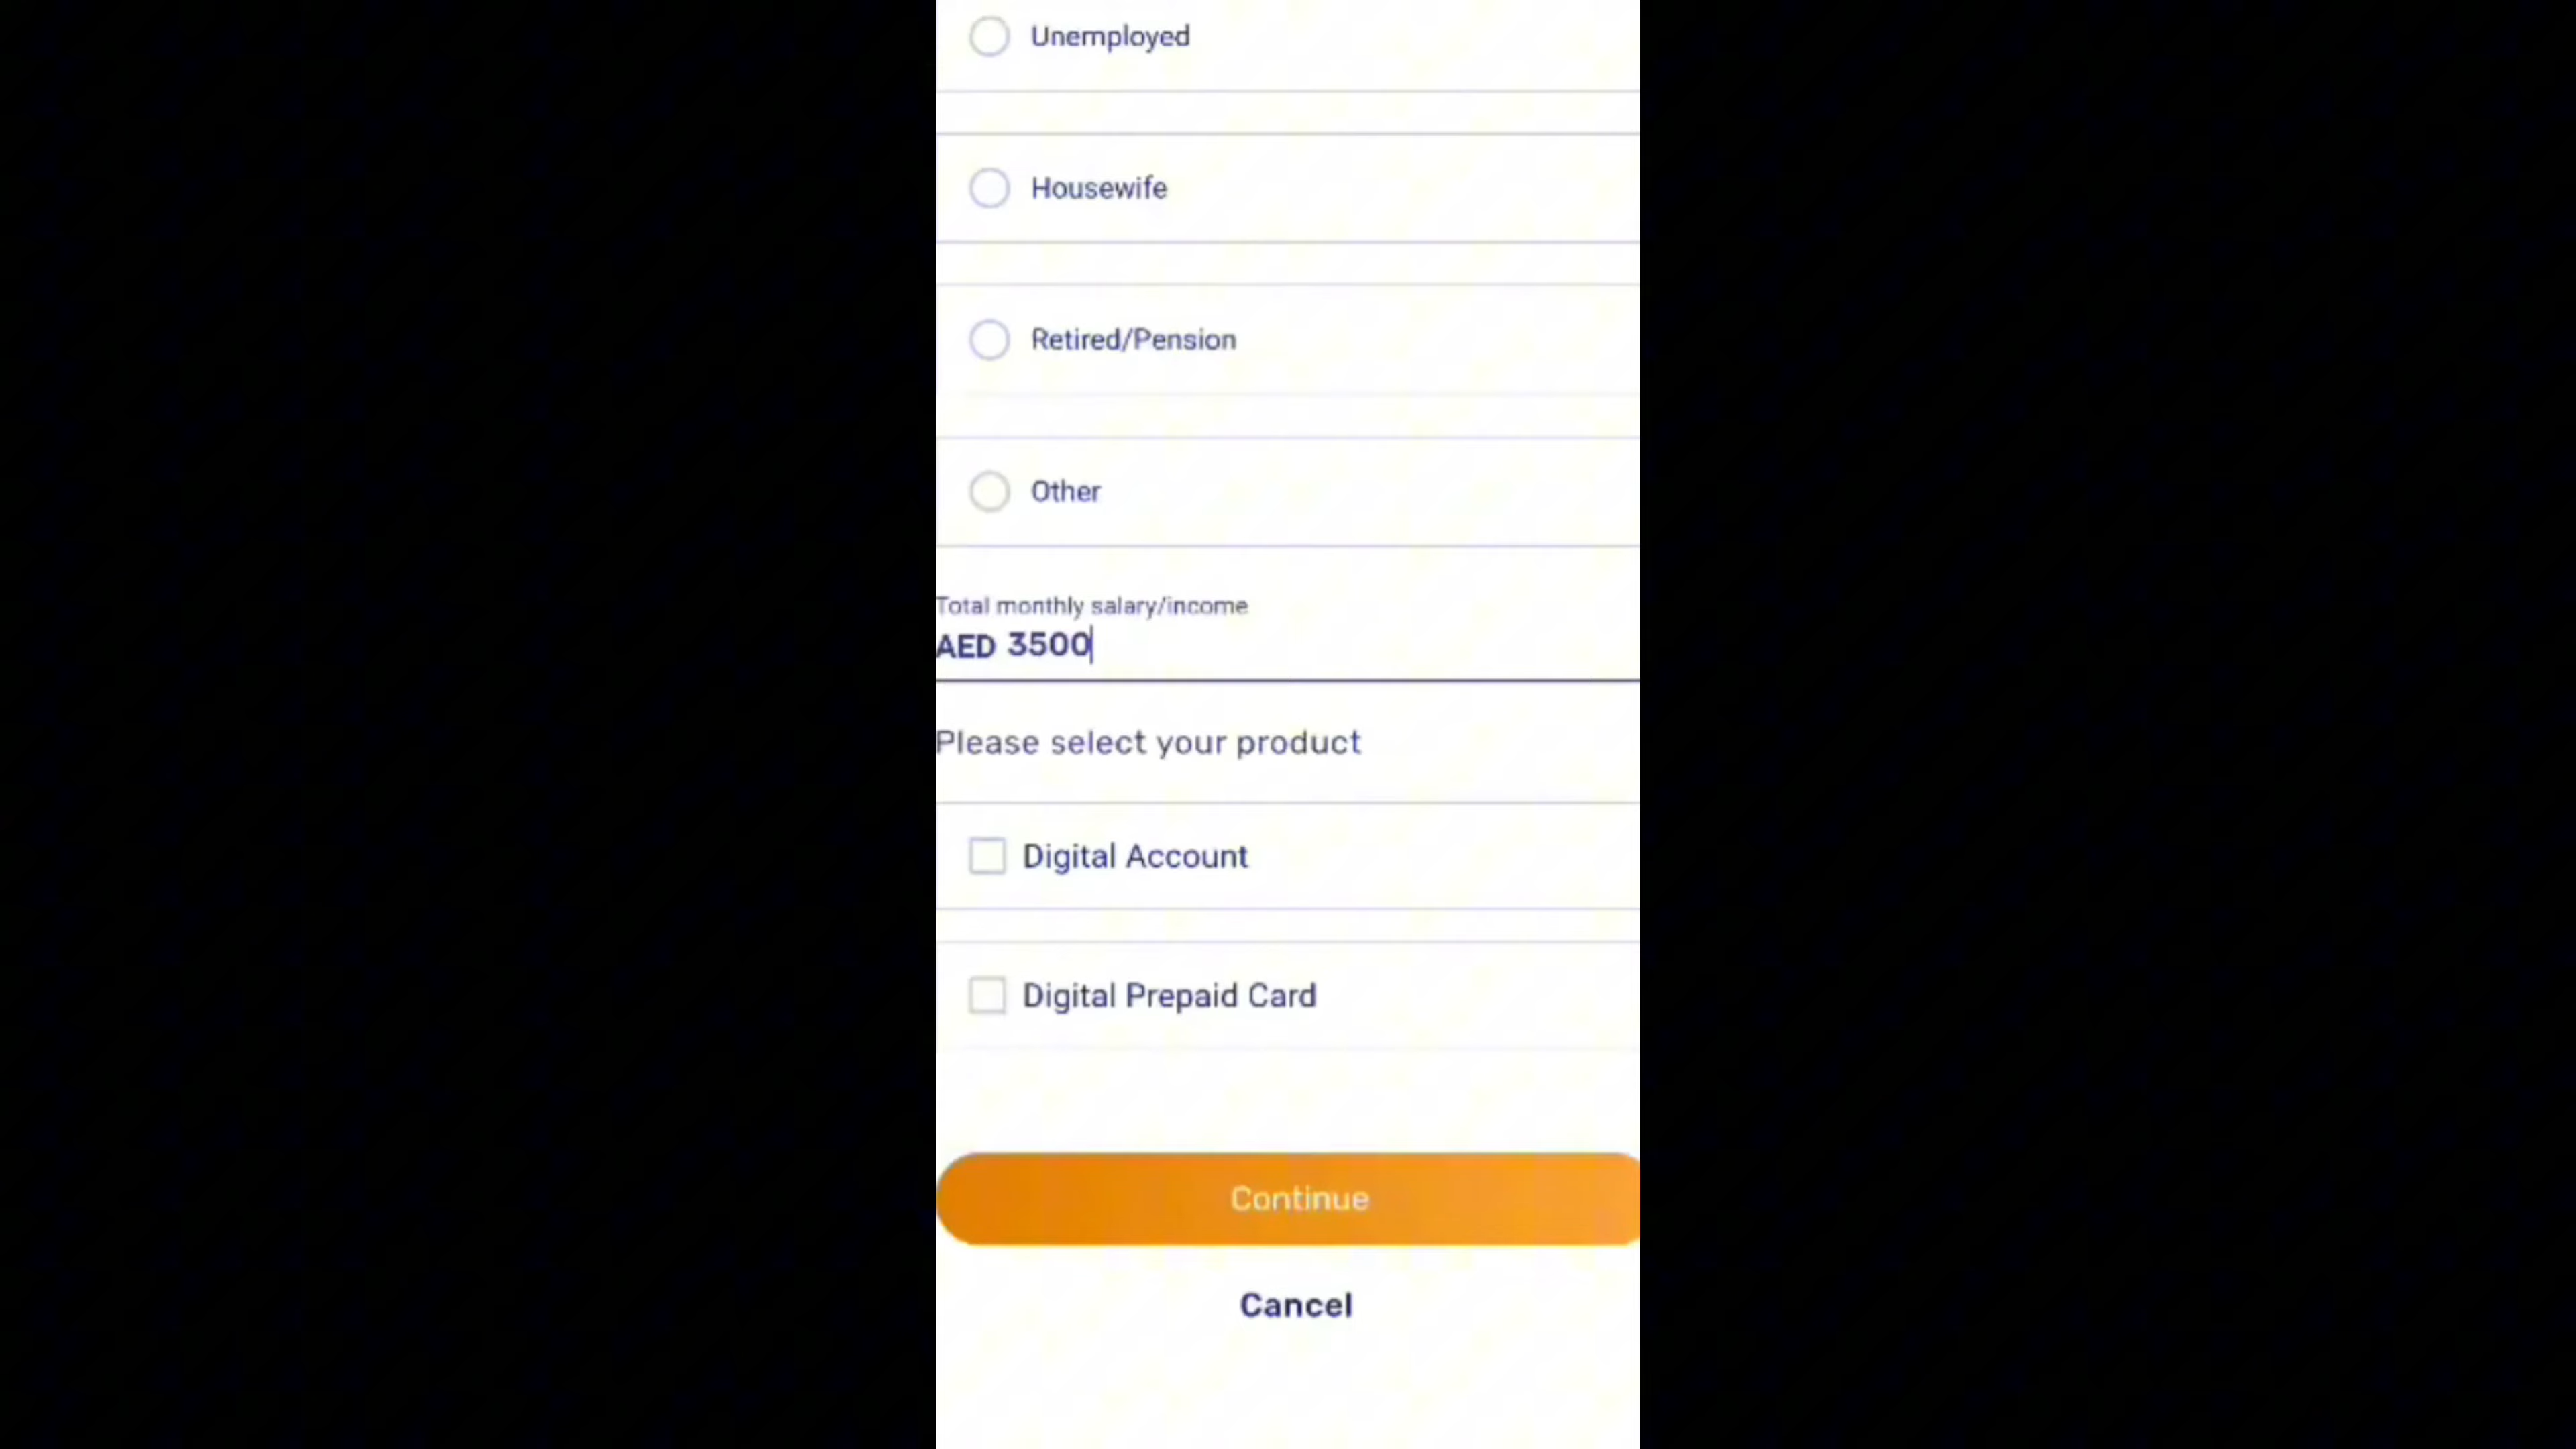 Unemployed
Housewife
Retired/Pension
Other
Total monthly salary/income
AED 3500
Please select your product
Digital Account
Digital Prepaid Card
Continue
Cancel